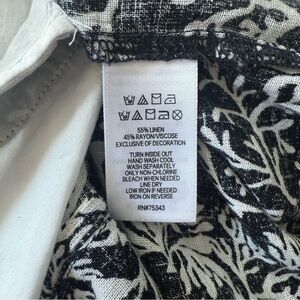 55% LINEN
45% RAYON/VISCOSE
EXCLUSIVE OF DECORATION
TURN INSIDE OUT
HAND WASH COOL
WASH SEPARATELY
ONLY NON-CHLORINE
BLEACH WHEN NEEDED
LINE DRY
LOW IRON IF NEEDED
IRON ON REVERSE
RN#75343